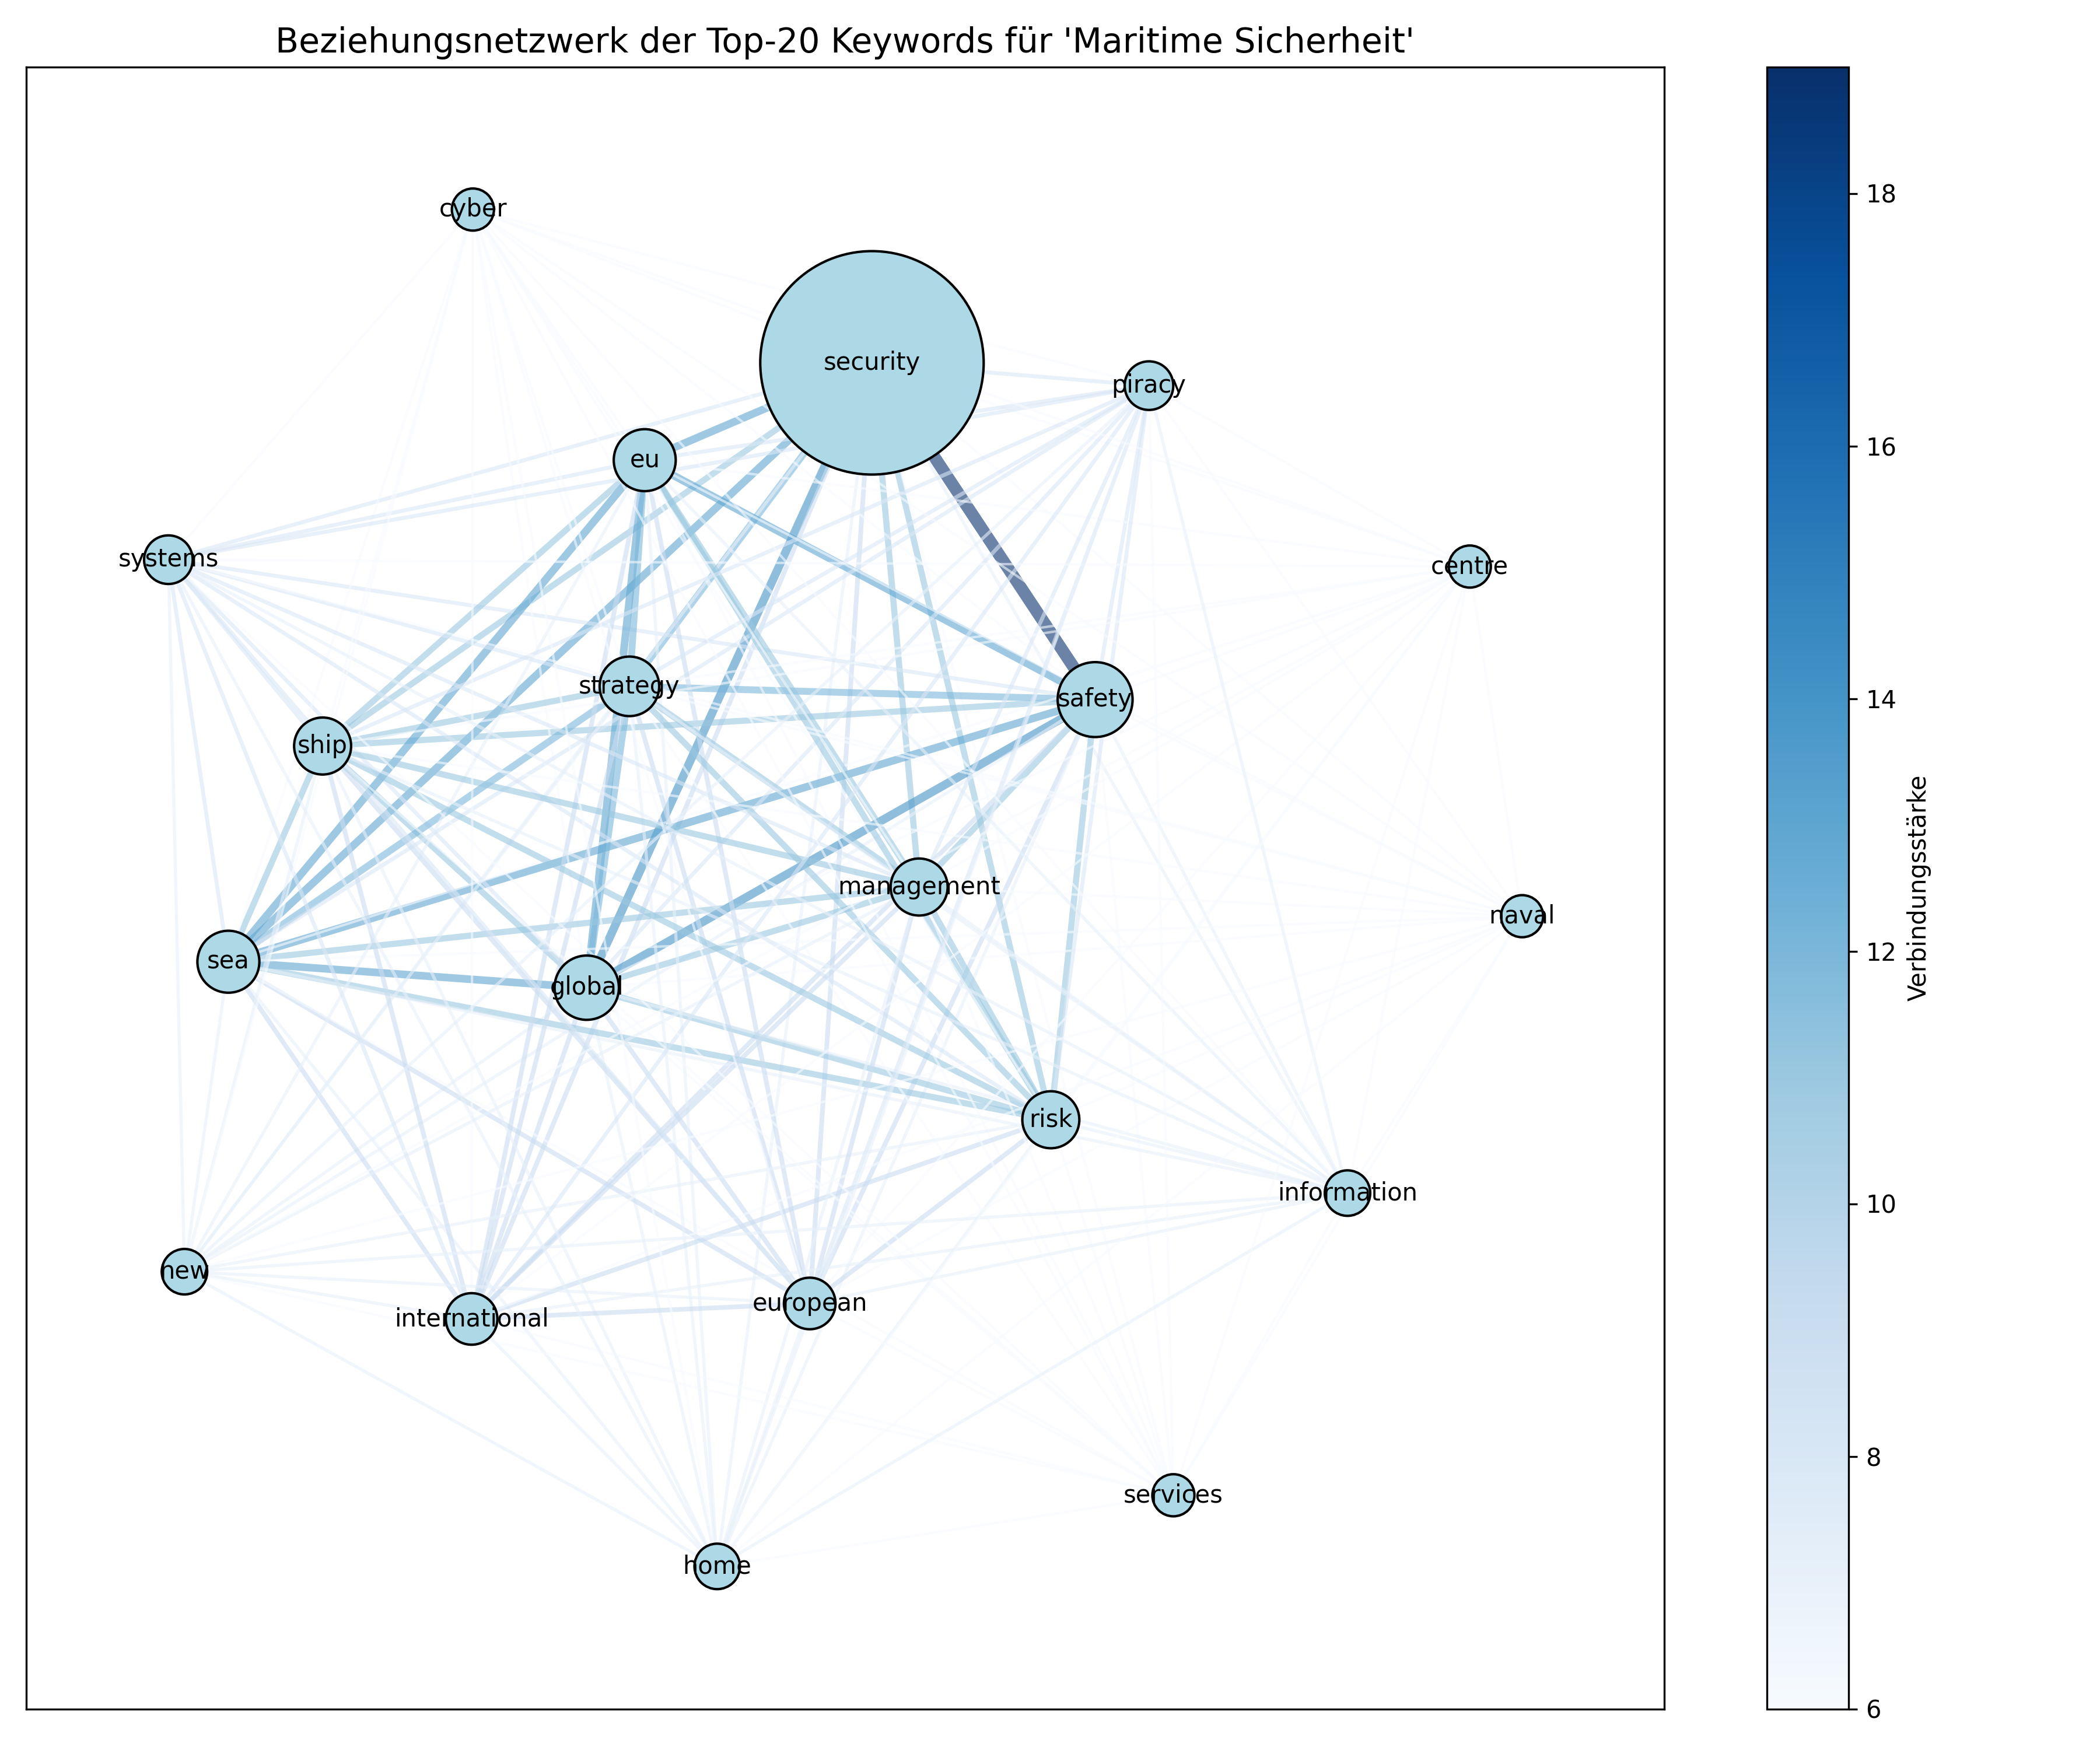 Beziehungsnetzwerk der Top-20 Keywords für 'Maritime Sicherheit'
cyber
security
piracy
eu
systems
centre
strategy
safety
ship
management
naval
sea
global
risk
information
new
international
european
services
home
18
16
14
12
10
8
6
Verbindungsstärke